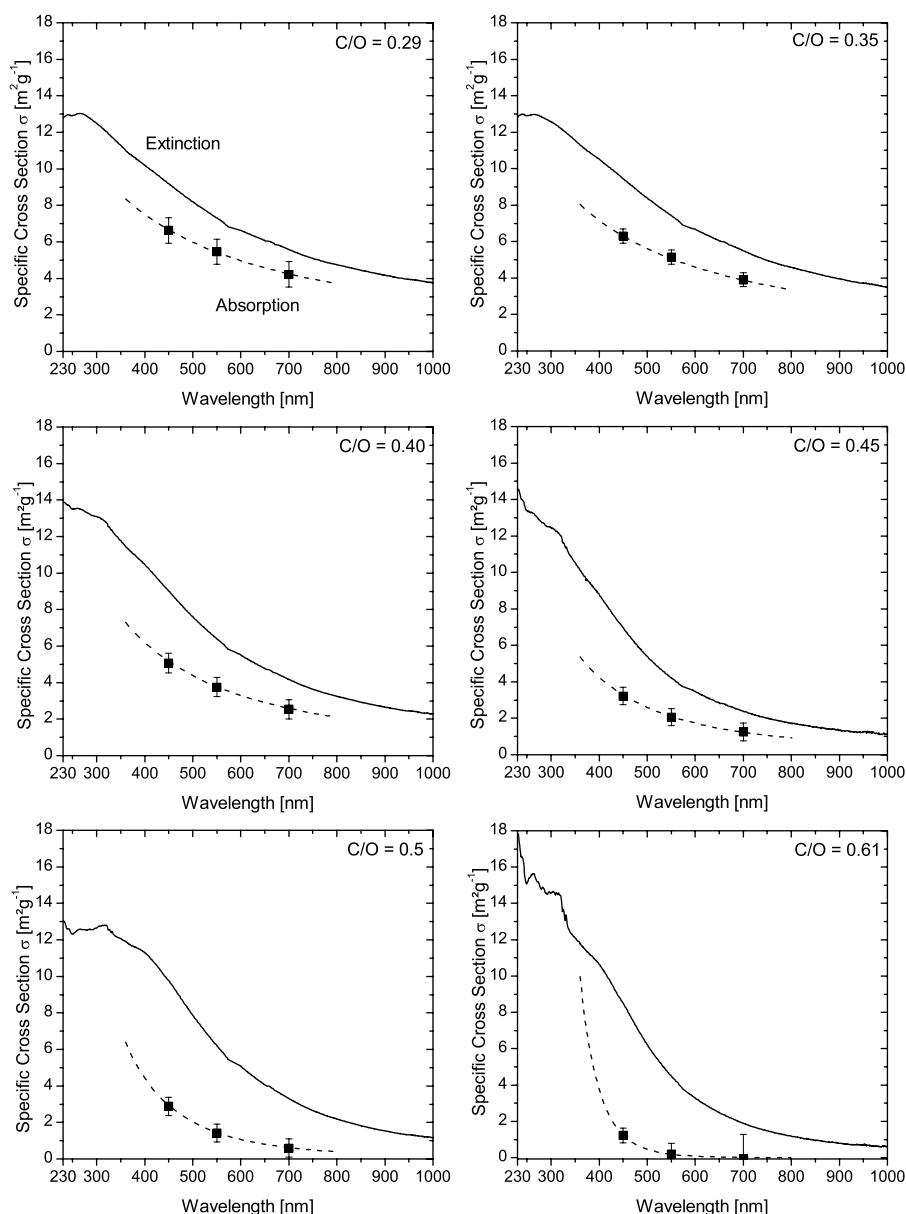 C/O = 0.29
Specific Cross Section σ [m²g⁻¹]
18
16
14
12
10
8
6
4
2
0
Extinction
Absorption
230 300 400 500 600 700 800 900 1000
Wavelength [nm]
C/O = 0.35
Specific Cross Section σ [m²g⁻¹]
18
16
14
12
10
8
6
4
2
0
230 300 400 500 600 700 800 900 1000
Wavelength [nm]
C/O = 0.40
Specific Cross Section σ [m²g⁻¹]
18
16
14
12
10
8
6
4
2
0
230 300 400 500 600 700 800 900 1000
Wavelength [nm]
C/O = 0.45
Specific Cross Section σ [m²g⁻¹]
18
16
14
12
10
8
6
4
2
0
230 300 400 500 600 700 800 900 1000
Wavelength [nm]
C/O = 0.5
Specific Cross Section σ [m²g⁻¹]
18
16
14
12
10
8
6
4
2
0
230 300 400 500 600 700 800 900 1000
Wavelength [nm]
C/O = 0.61
Specific Cross Section σ [m²g⁻¹]
18
16
14
12
10
8
6
4
2
0
230 300 400 500 600 700 800 900 1000
Wavelength [nm]